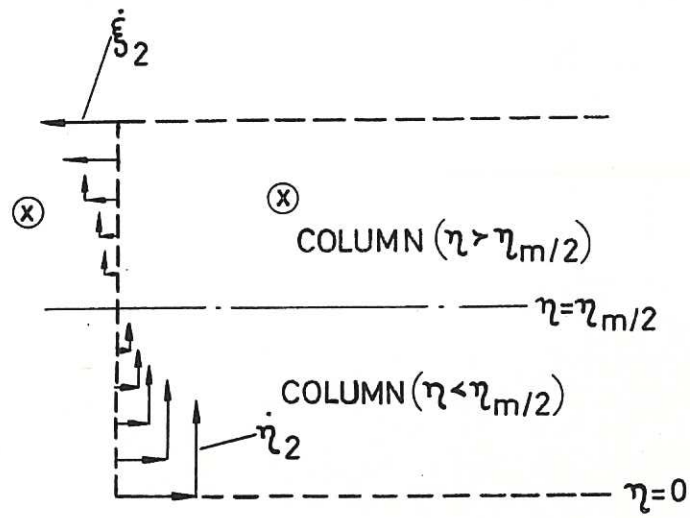 ξ̇2
ⓧ ⓧ
COLUMN (η > ηm/2)
η=ηm/2
COLUMN (η < ηm/2)
η̇2
η=0